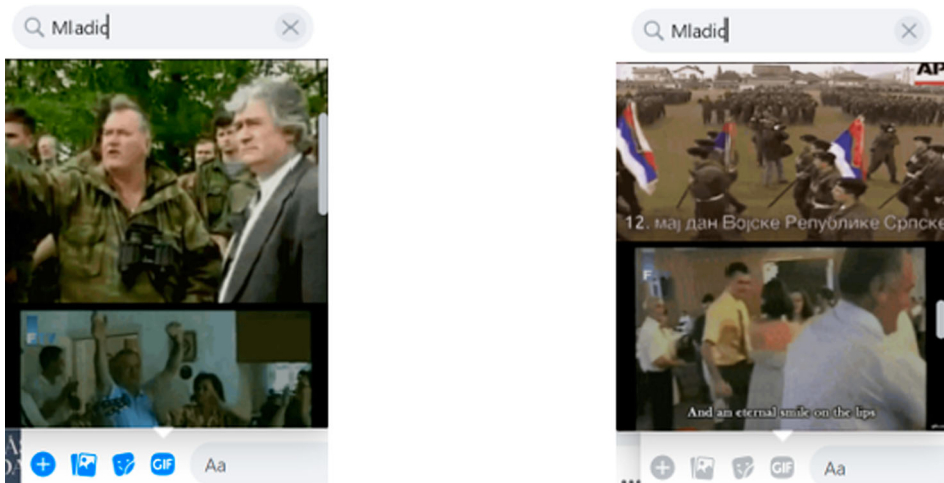 Mladic
F
GIF
Aa
Mladic
AP
12. мај дан Војске Републике Српске
F
And an eternal smile on the lips
GIF
Aa